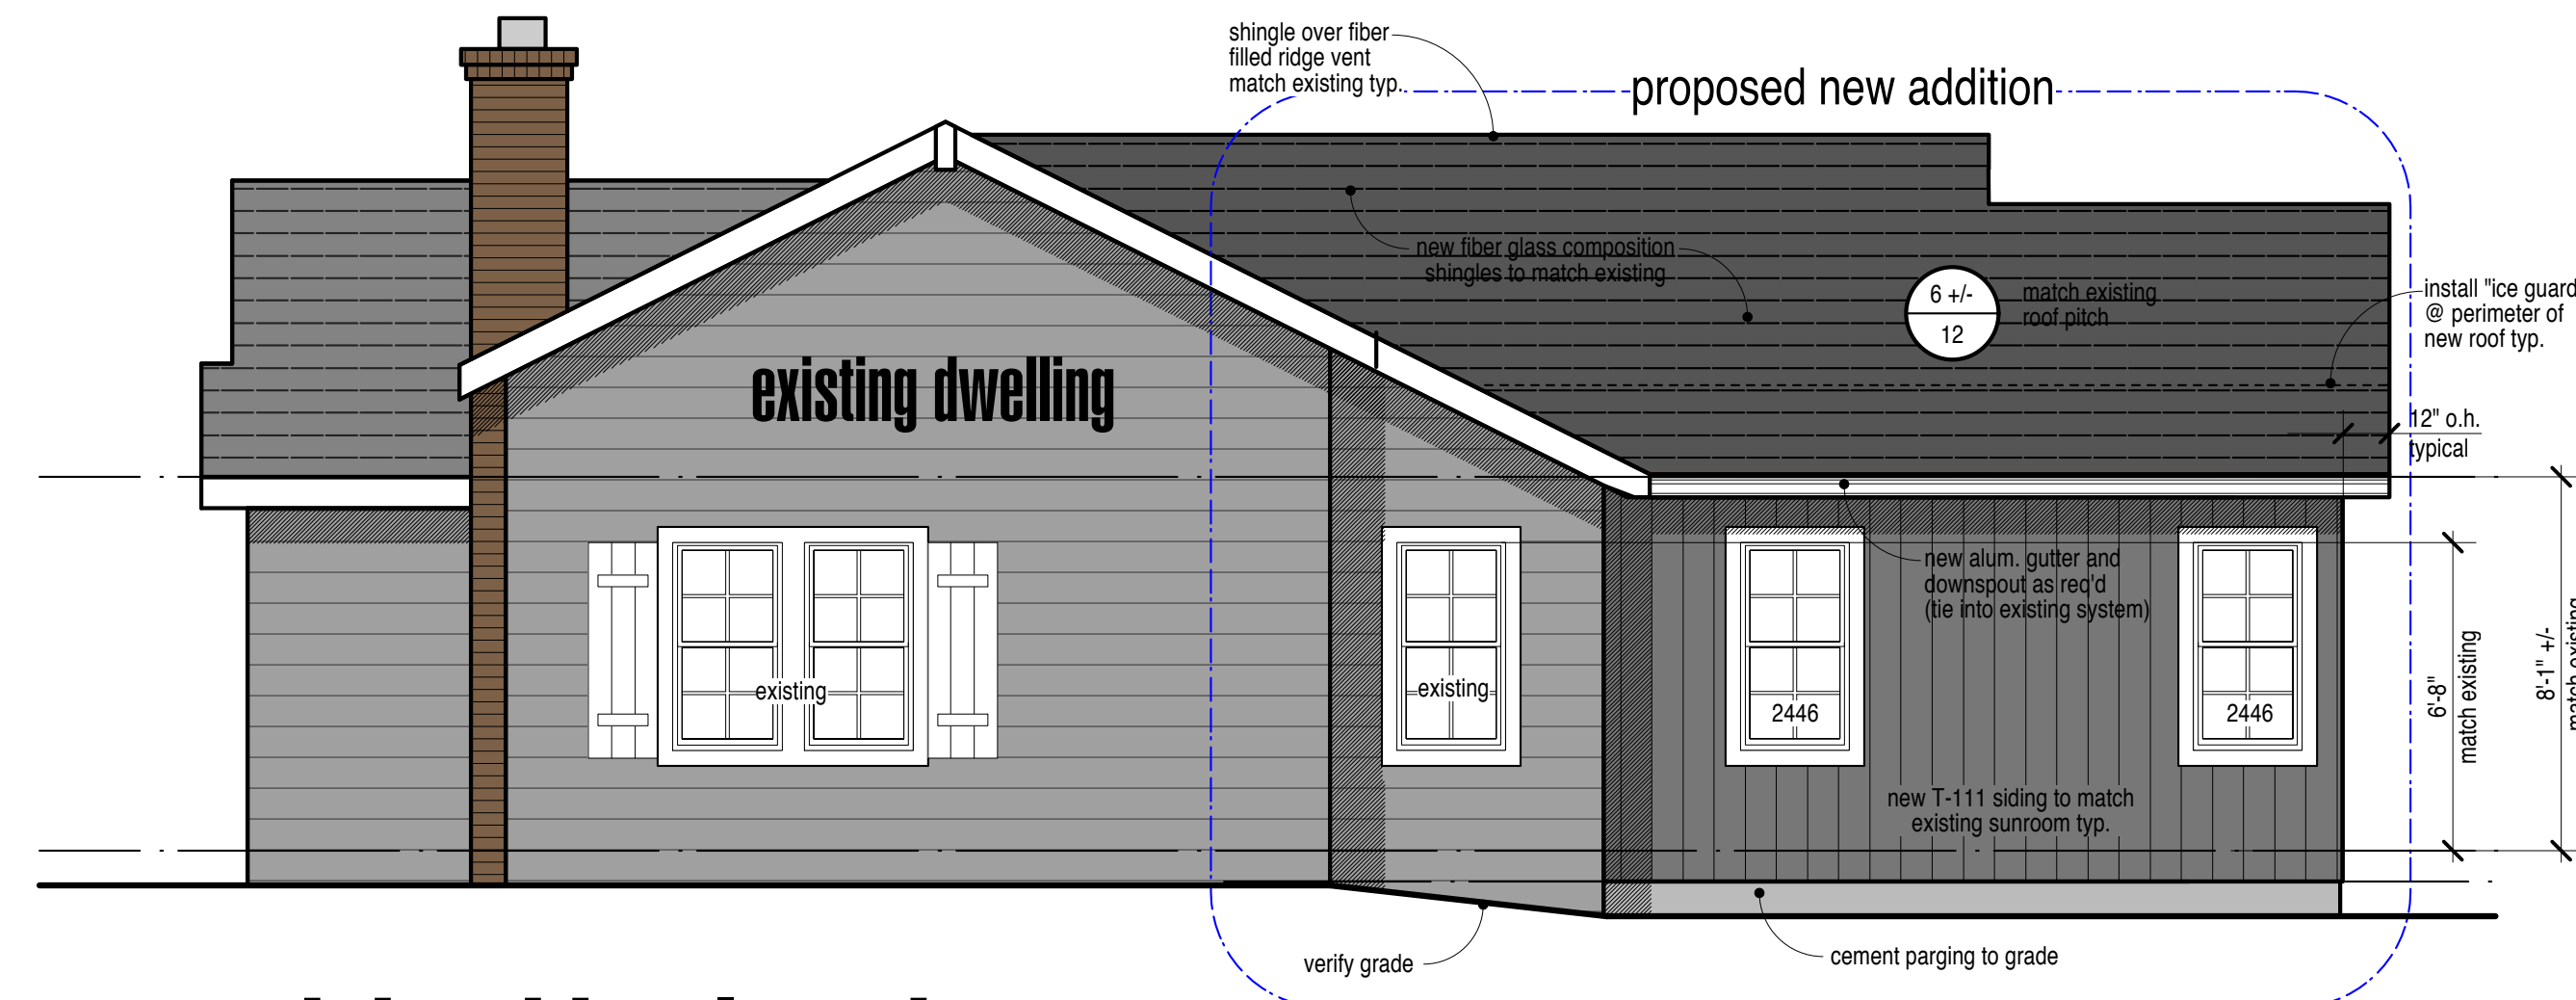 shingle over fiber
filled ridge vent
match existing typ.
proposed new addition
new fiber glass composition
shingles to match existing
6 +/-
12
match existing
roof pitch
install "ice guard
@ perimeter of
new roof typ.
12" o.h.
typical
existing dwelling
new alum. gutter and
downspout as req'd
(tie into existing system)
existing
existing
2446
2446
6'-8"
match existing
8'-1" +/-
match existing
new T-111 siding to match
existing sunroom typ.
verify grade
cement parging to grade